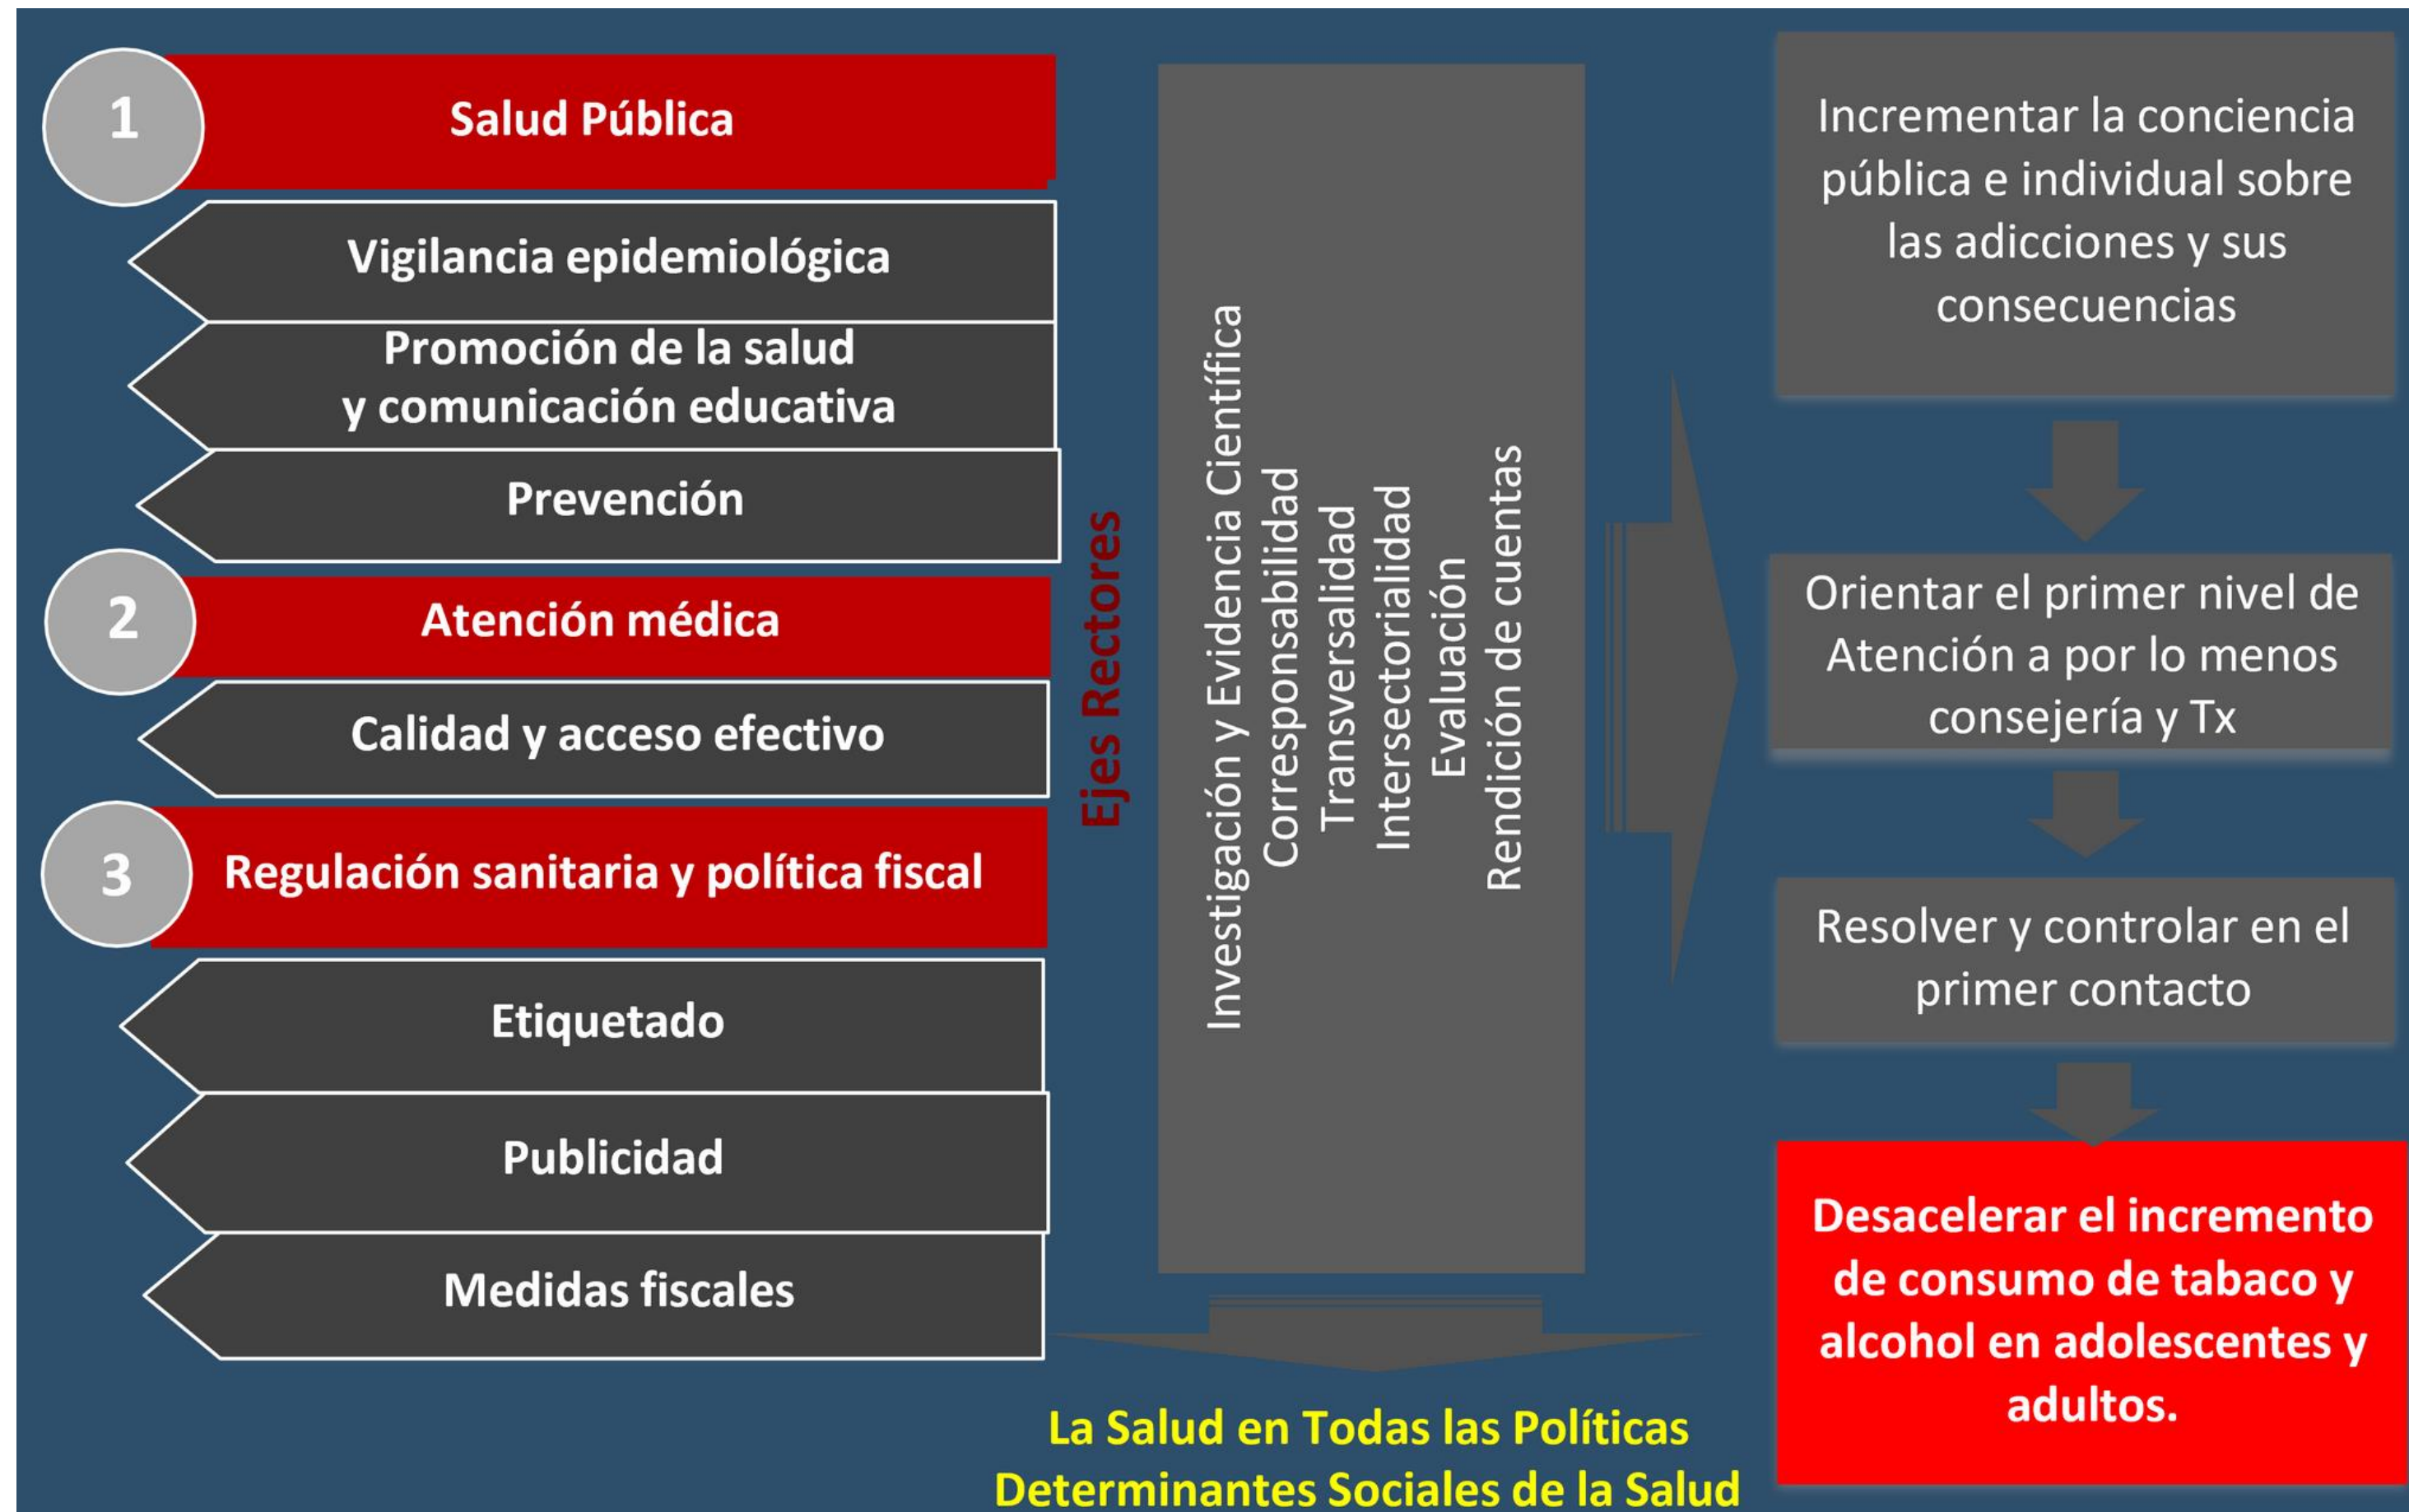 1
Salud Pública
Vigilancia epidemiológica
Promoción de la salud
y comunicación educativa
Prevención
2
Atención médica
Calidad y acceso efectivo
3
Regulación sanitaria y política fiscal
Etiquetado
Publicidad
Medidas fiscales
Ejes Rectores
Investigación y Evidencia Científica
Corresponsabilidad
Transversalidad
Intersectorialidad
Evaluación
Rendición de cuentas
La Salud en Todas las Políticas
Determinantes Sociales de la Salud
Incrementar la conciencia
pública e individual sobre
las adicciones y sus
consecuencias
Orientar el primer nivel de
Atención a por lo menos
consejería y Tx
Resolver y controlar en el
primer contacto
Desacelerar el incremento
de consumo de tabaco y
alcohol en adolescentes y
adultos.